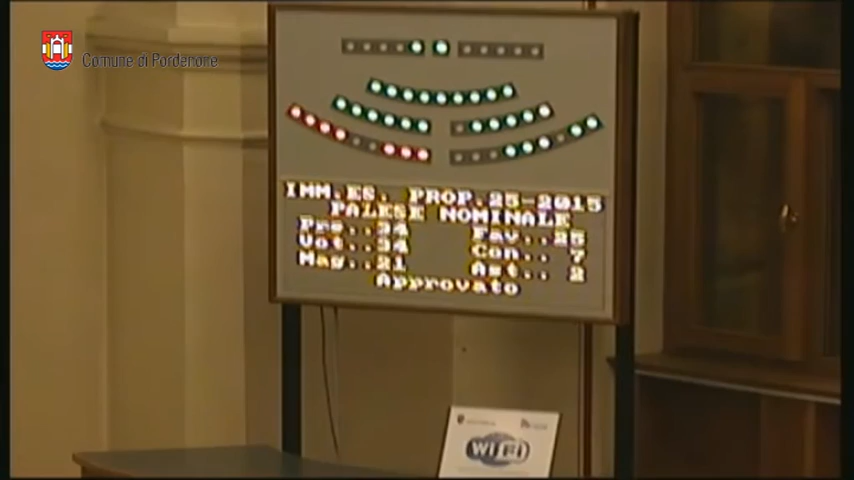 Comune di Pordenone
IMM.ES. PROP.25-2015
PALESE NOMINALE
Pre..34 Fav..25
Vot..34 Con.. 7
Mag..21 Ast.. 2
Approvato
WiFi